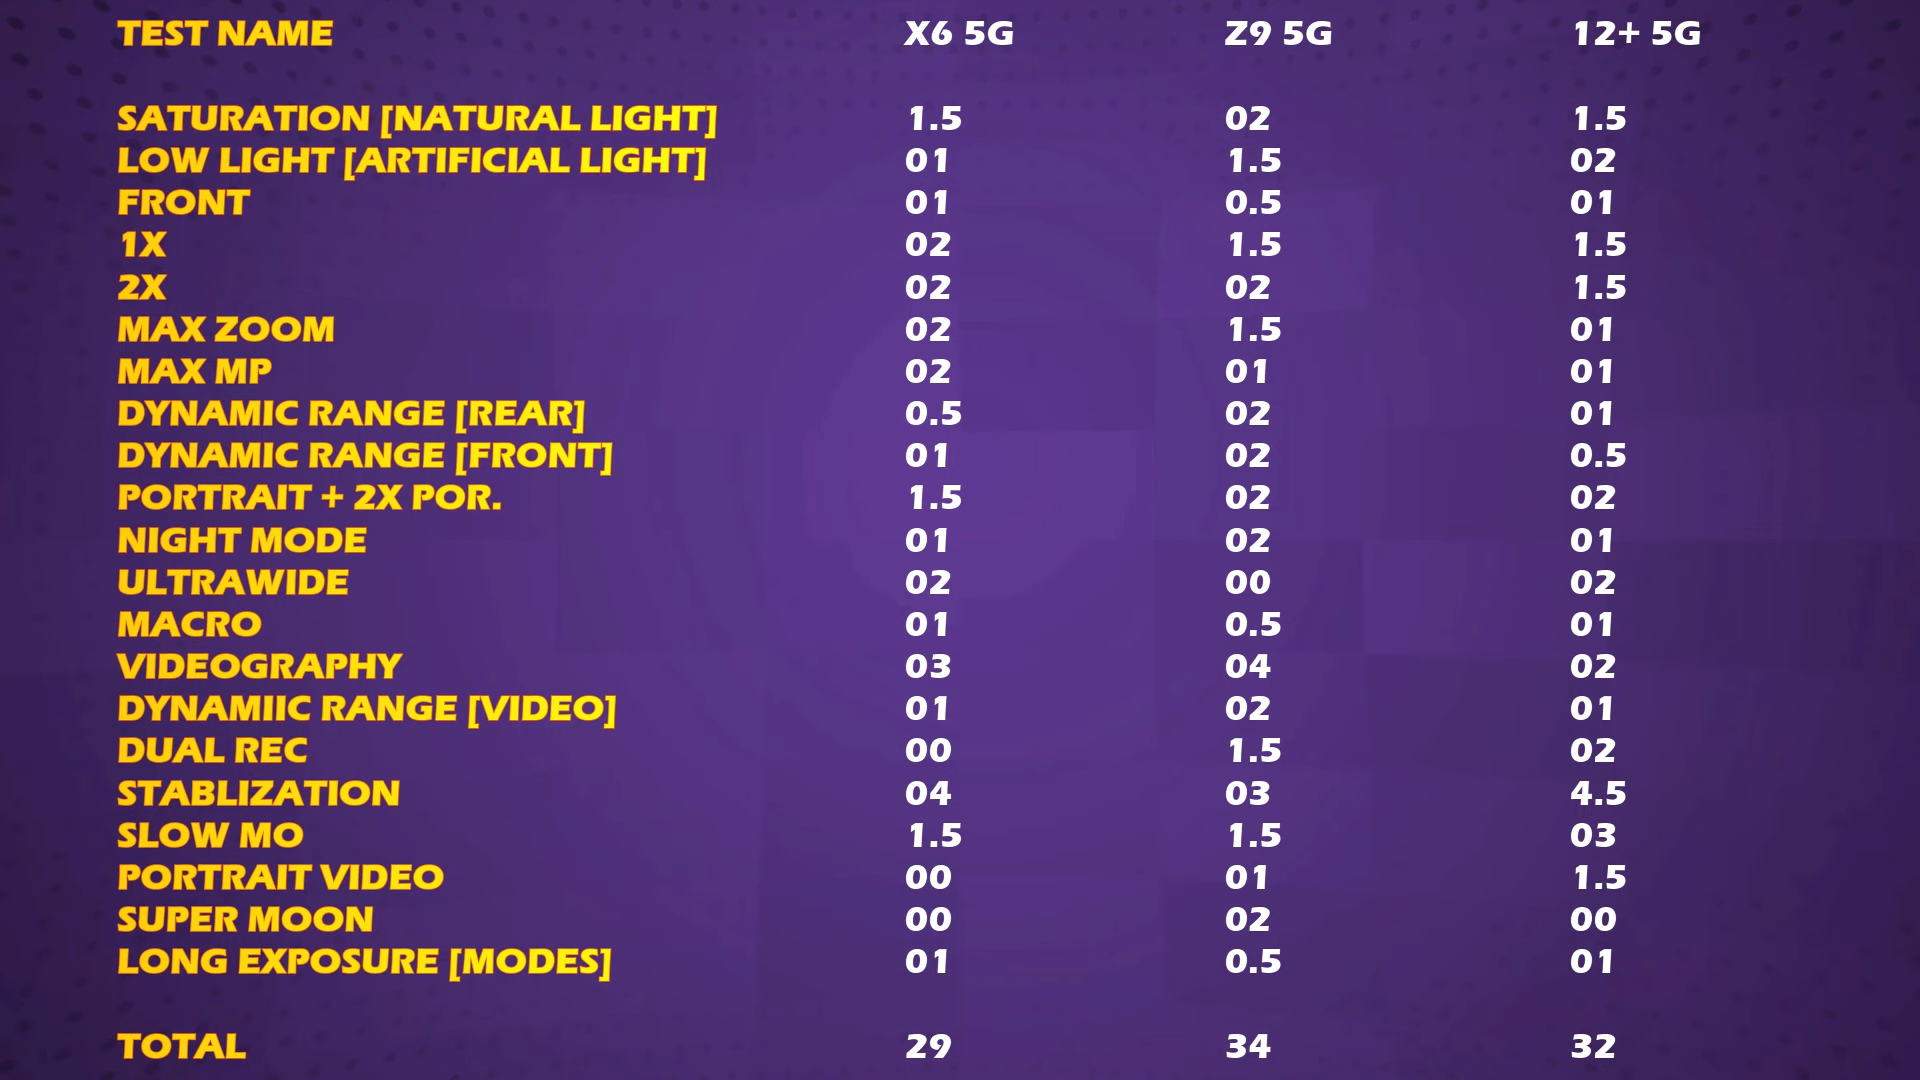 TEST NAME X6 5G Z9 5G 12+ 5G
SATURATION [NATURAL LIGHT] 1.5 02 1.5
LOW LIGHT [ARTIFICIAL LIGHT] 01 1.5 02
FRONT 01 0.5 01
1X 02 1.5 1.5
2X 02 02 1.5
MAX ZOOM 02 1.5 01
MAX MP 02 01 01
DYNAMIC RANGE [REAR] 0.5 02 01
DYNAMIC RANGE [FRONT] 01 02 0.5
PORTRAIT + 2X POR. 1.5 02 02
NIGHT MODE 01 02 01
ULTRAWIDE 02 00 02
MACRO 01 0.5 01
VIDEOGRAPHY 03 04 02
DYNAMIIC RANGE [VIDEO] 01 02 01
DUAL REC 00 1.5 02
STABLIZATION 04 03 4.5
SLOW MO 1.5 1.5 03
PORTRAIT VIDEO 00 01 1.5
SUPER MOON 00 02 00
LONG EXPOSURE [MODES] 01 0.5 01
TOTAL 29 34 32